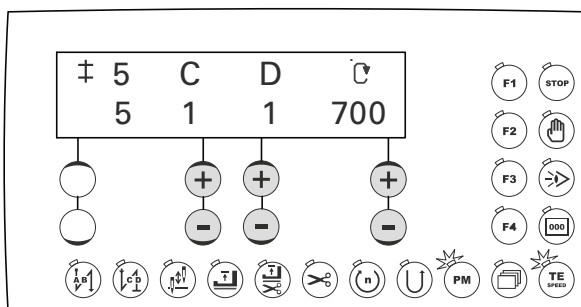 ‡ 5 C D
5 1 1 700
F1 STOP
F2
+ + +
F3
- - -
F4 000
A B
C D
n
PM
TE
SPEED